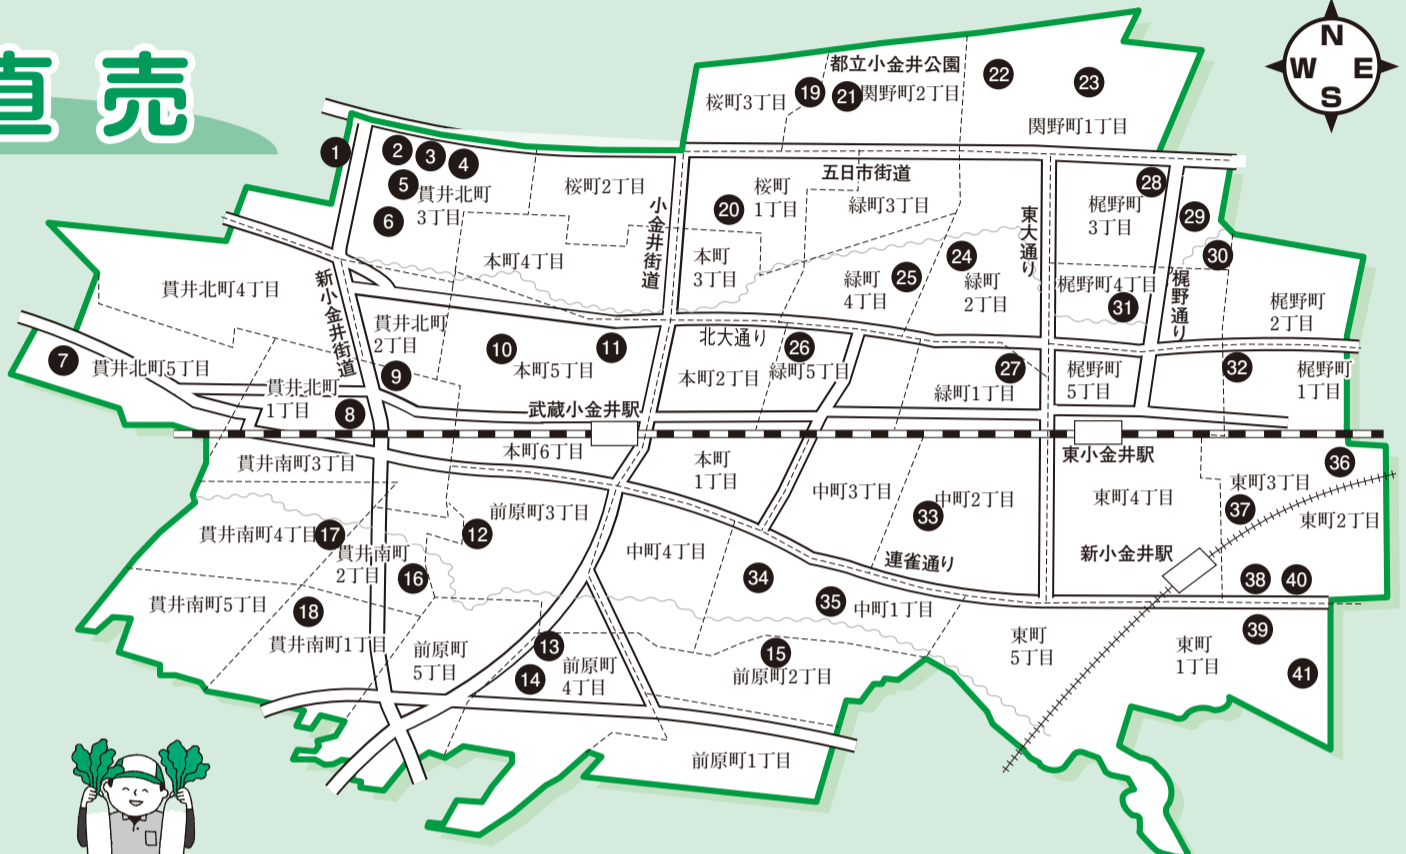 直売
N
W E
S
都立小金井公園
22
23
19
21
桜町3丁目
関野町2丁目
関野町1丁目
1
2
3
4
5
貫井北町
3丁目
6
桜町2丁目
小金井街道
20
桜町
1丁目
五日市街道
緑町3丁目
東大通り
28
梶野町
3丁目
29
30
本町4丁目
本町
3丁目
緑町
4丁目
25
24
緑町
2丁目
梶野町4丁目
31
梶野通り
梶野町
2丁目
貫井北町4丁目
新小金井街道
貫井北町
2丁目
10
11
本町5丁目
北大通り
26
緑町5丁目
本町2丁目
27
緑町1丁目
梶野町
5丁目
32
梶野町
1丁目
7
貫井北町5丁目
9
貫井北町
1丁目
8
武蔵小金井駅
東小金井駅
貫井南町3丁目
本町6丁目
本町
1丁目
中町3丁目
中町2丁目
33
東町4丁目
東町3丁目
36
37
東町2丁目
貫井南町4丁目
17
貫井南町
2丁目
16
前原町3丁目
12
中町4丁目
連雀通り
新小金井駅
34
35
中町1丁目
38
40
貫井南町5丁目
18
貫井南町1丁目
前原町
5丁目
13
14
前原町
4丁目
15
前原町2丁目
東町
5丁目
東町
1丁目
39
41
前原町1丁目